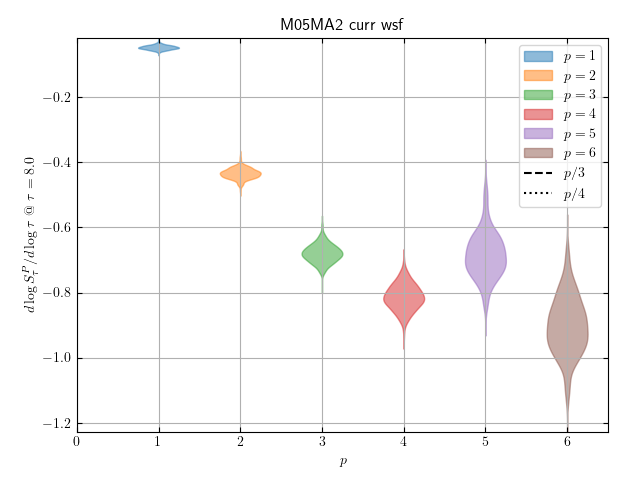 M05MA2 curr wsf
d log S_τ^P / d log τ @ τ = 8.0
−0.2
−0.4
−0.6
−0.8
−1.0
−1.2
0
1
2
3
4
5
6
p
p = 1
p = 2
p = 3
p = 4
p = 5
p = 6
p/3
p/4